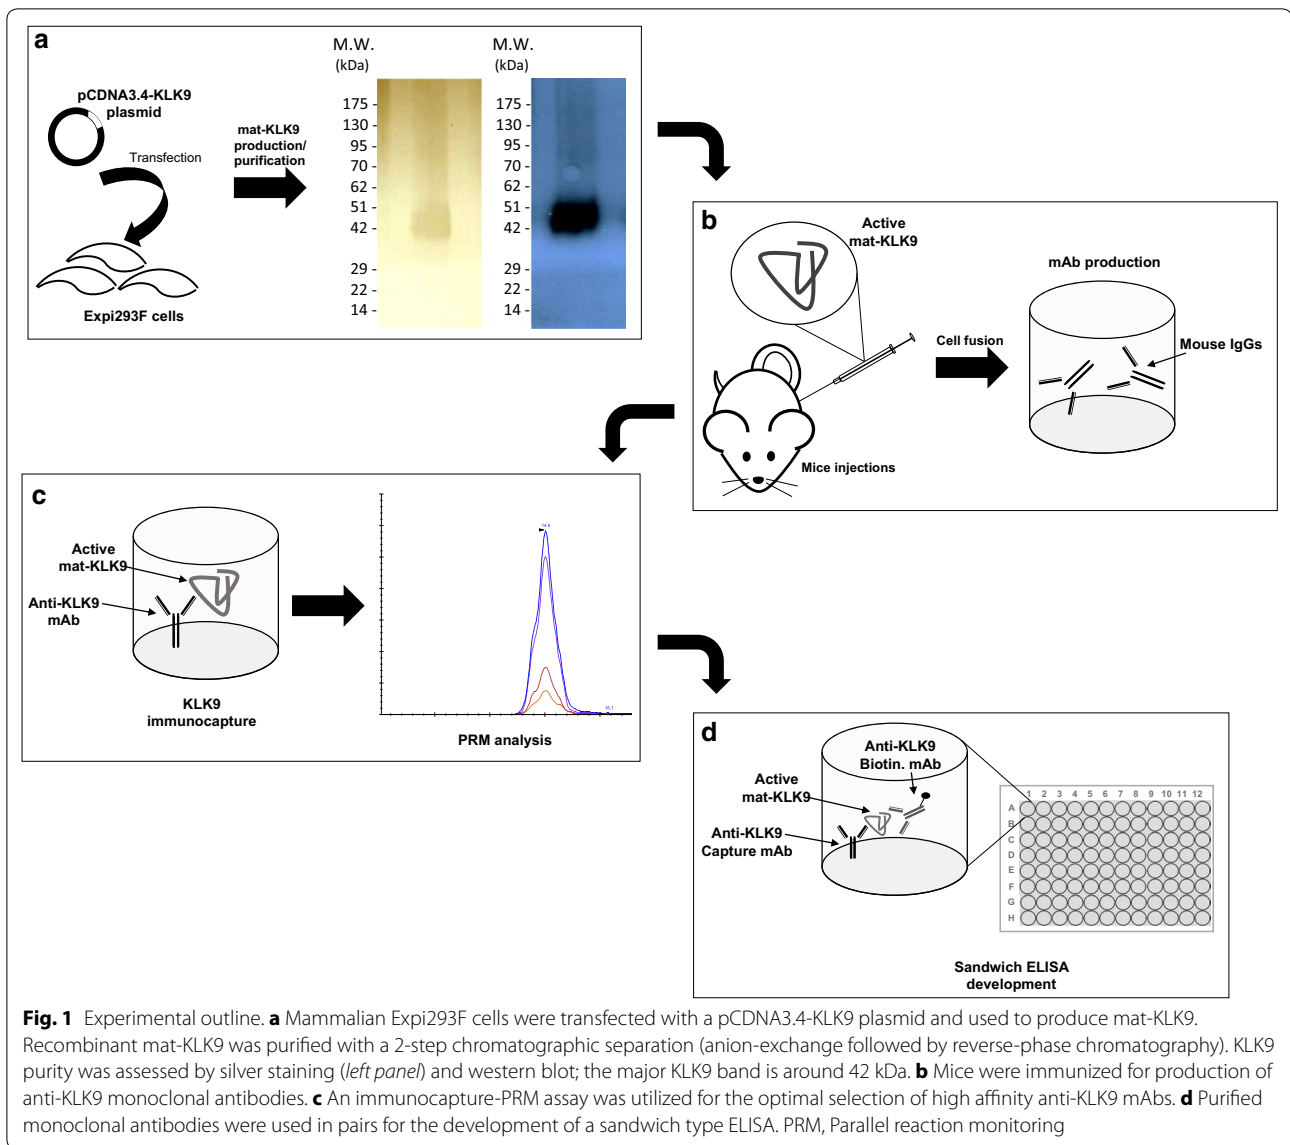 a
pCDNA3.4-KLK9
plasmid
Transfection
Expi293F cells
mat-KLK9
production/
purification
M.W.
(kDa)
175 -
130 -
95 -
70 -
62 -
51 -
42 -
29 -
22 -
14 -
M.W.
(kDa)
175 -
130 -
95 -
70 -
62 -
51 -
42 -
29 -
22 -
14 -
b
Active
mat-KLK9
Mice injections
Cell fusion
mAb production
Mouse IgGs
c
Active
mat-KLK9
Anti-KLK9
mAb
KLK9
immunocapture
14.5
15.1
PRM analysis
d
Anti-KLK9
Biotin. mAb
Active
mat-KLK9
Anti-KLK9
Capture mAb
1 2 3 4 5 6 7 8 9 10 11 12
A
B
C
D
E
F
G
H
Sandwich ELISA
development
Fig. 1 Experimental outline. a Mammalian Expi293F cells were transfected with a pCDNA3.4-KLK9 plasmid and used to produce mat-KLK9.
Recombinant mat-KLK9 was purified with a 2-step chromatographic separation (anion-exchange followed by reverse-phase chromatography). KLK9
purity was assessed by silver staining (left panel) and western blot; the major KLK9 band is around 42 kDa. b Mice were immunized for production of
anti-KLK9 monoclonal antibodies. c An immunocapture-PRM assay was utilized for the optimal selection of high affinity anti-KLK9 mAbs. d Purified
monoclonal antibodies were used in pairs for the development of a sandwich type ELISA. PRM, Parallel reaction monitoring